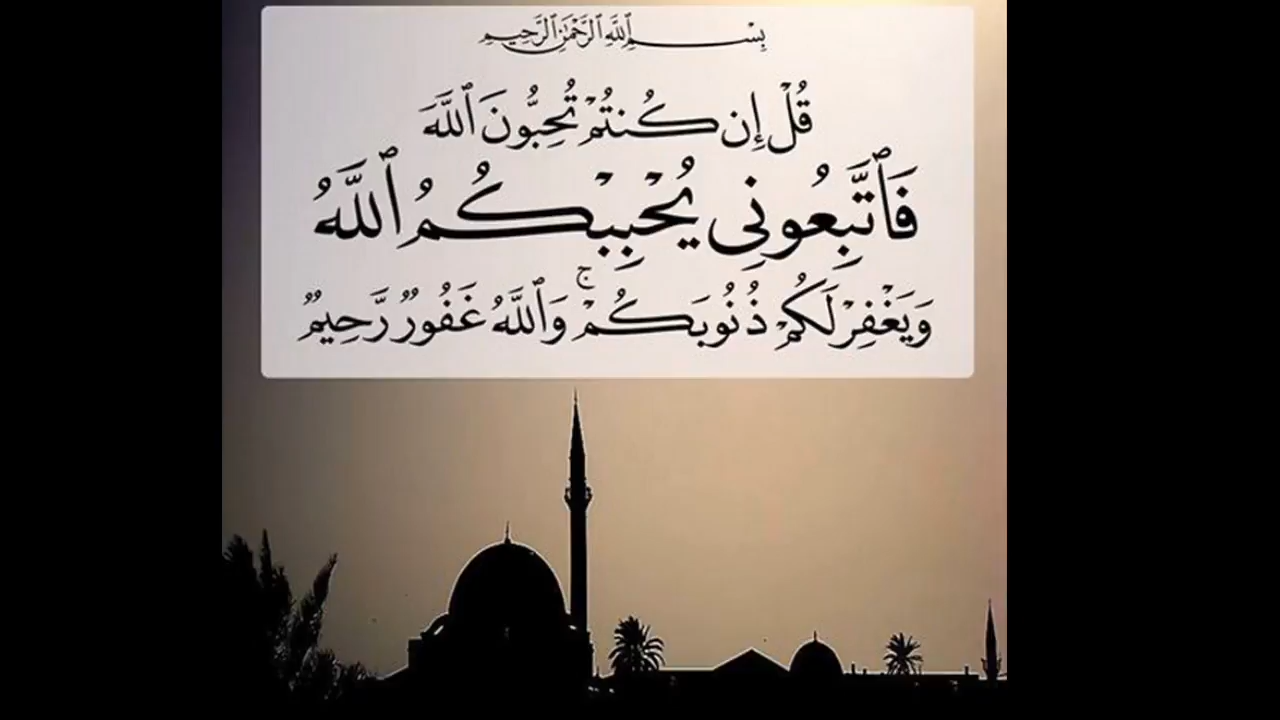 بِسْمِ ٱللَّهِ ٱلرَّحْمَٰنِ ٱلرَّحِيمِ
قُلْ إِن كُنتُمْ تُحِبُّونَ ٱللَّهَ
فَٱتَّبِعُونِى يُحْبِبْكُمُ ٱللَّهُ
وَيَغْفِرْ لَكُمْ ذُنُوبَكُمْ ۚ وَٱللَّهُ غَفُورٌ رَّحِيمٌ